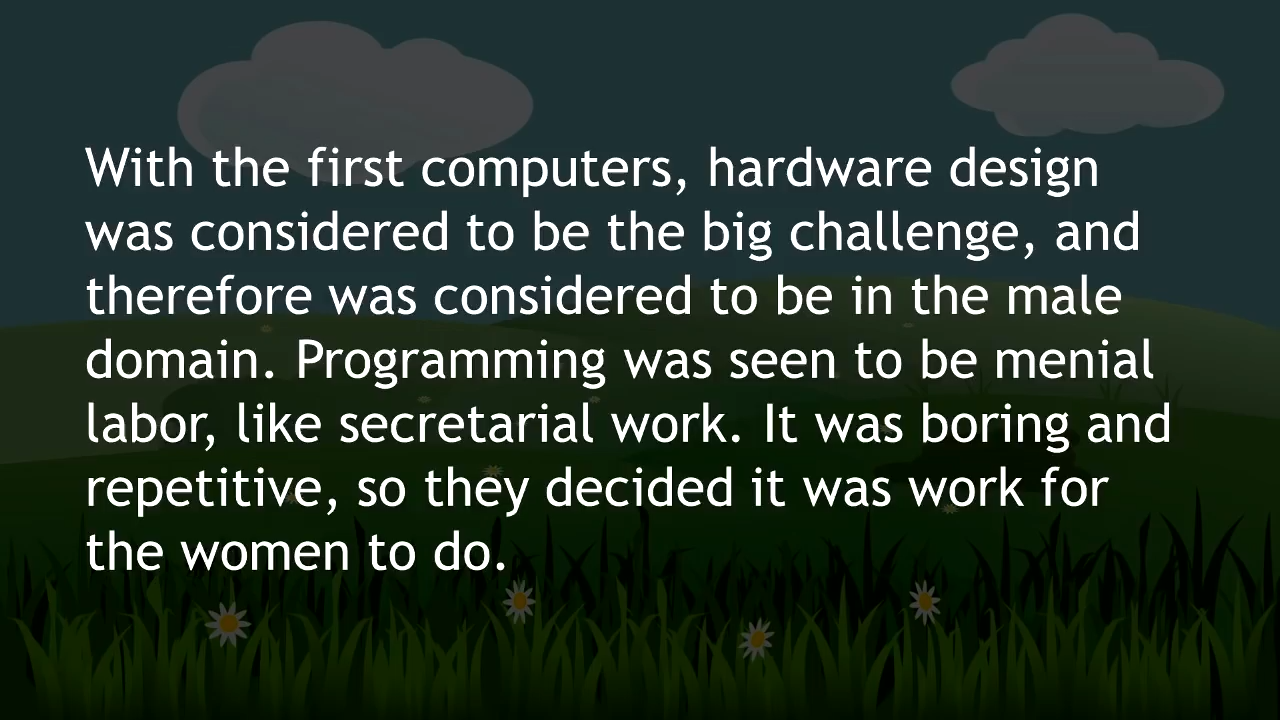 With the first computers, hardware design
was considered to be the big challenge, and
therefore was considered to be in the male
domain. Programming was seen to be menial
labor, like secretarial work. It was boring and
repetitive, so they decided it was work for
the women to do.